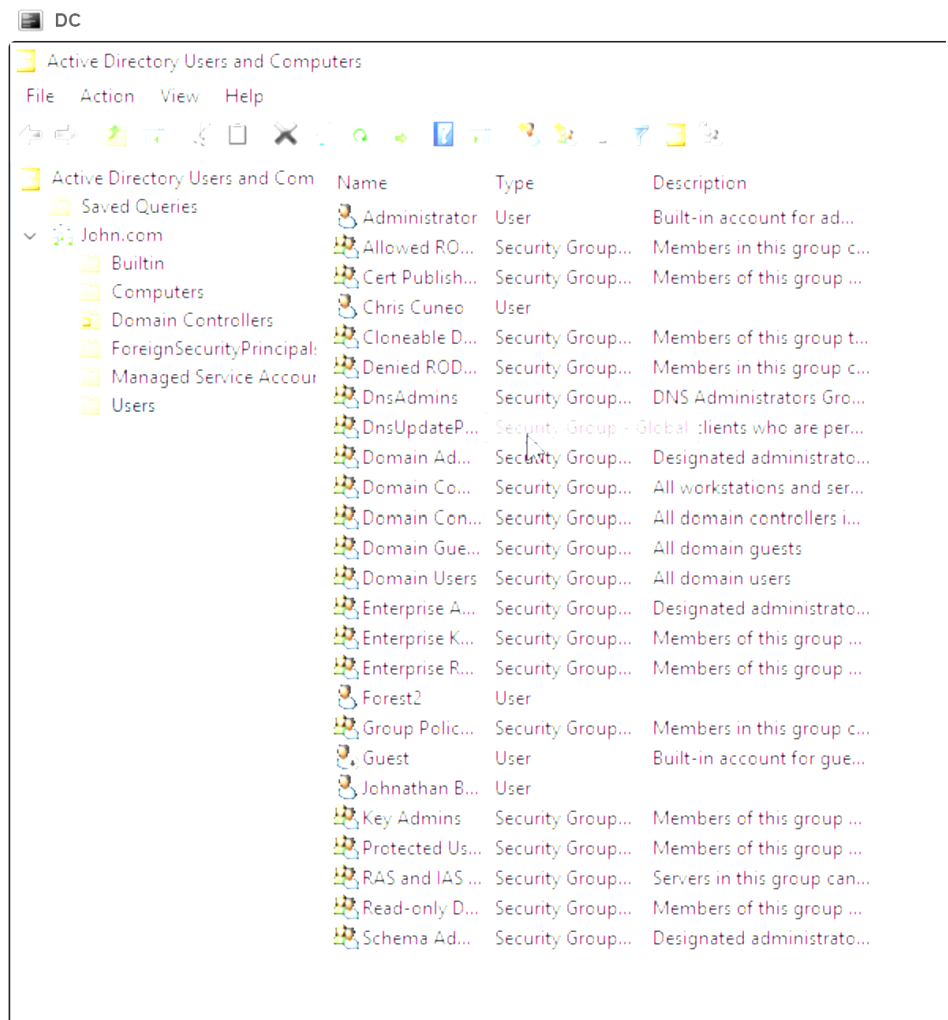 DC
Active Directory Users and Computers
File Action View Help
Active Directory Users and Com
Saved Queries
John.com
Builtin
Computers
Domain Controllers
ForeignSecurityPrincipals
Managed Service Accour
Users
Name Type Description
Administrator User Built-in account for ad...
Allowed RO... Security Group... Members in this group c...
Cert Publish... Security Group... Members of this group ...
Chris Cuneo User
Cloneable D... Security Group... Members of this group t...
Denied ROD... Security Group... Members in this group c...
DnsAdmins Security Group... DNS Administrators Gro...
DnsUpdateP... Security Group - Global clients who are per...
Domain Ad... Security Group... Designated administrato...
Domain Co... Security Group... All workstations and ser...
Domain Con... Security Group... All domain controllers i...
Domain Gue... Security Group... All domain guests
Domain Users Security Group... All domain users
Enterprise A... Security Group... Designated administrato...
Enterprise K... Security Group... Members of this group ...
Enterprise R... Security Group... Members of this group ...
Forest2 User
Group Polic... Security Group... Members in this group c...
Guest User Built-in account for gue...
Johnathan B... User
Key Admins Security Group... Members of this group ...
Protected Us... Security Group... Members of this group ...
RAS and IAS ... Security Group... Servers in this group can...
Read-only D... Security Group... Members of this group ...
Schema Ad... Security Group... Designated administrato...